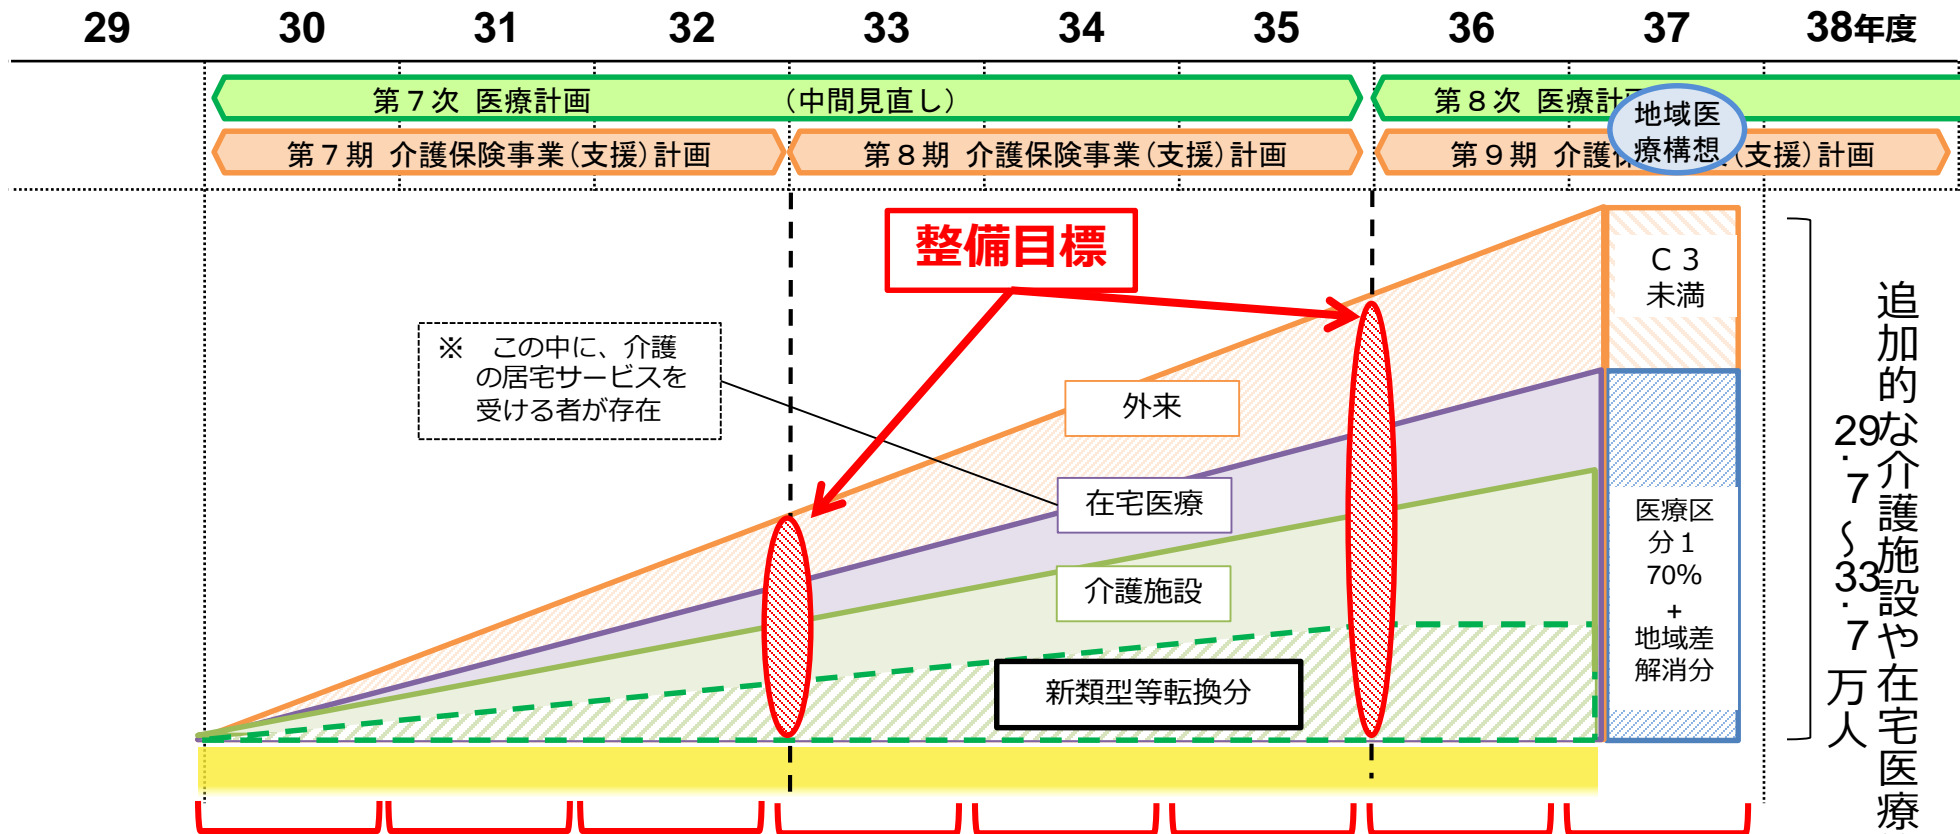 29 30 31 32 33 34 35 36 37 38年度
第７次 医療計画 （中間見直し）
第８次 医療計
地域医
療構想
第７期 介護保険事業（支援）計画
第８期 介護保険事業（支援）計画
第９期 介護保 （支援）計画
整備目標
※ この中に、介護
の居宅サービスを
受ける者が存在
外来
在宅医療
介護施設
新類型等転換分
Ｃ３
未満
医療区
分１
70%
+
地域差
解消分
追加的な介護施設や在宅医療
29.7～33.7万人